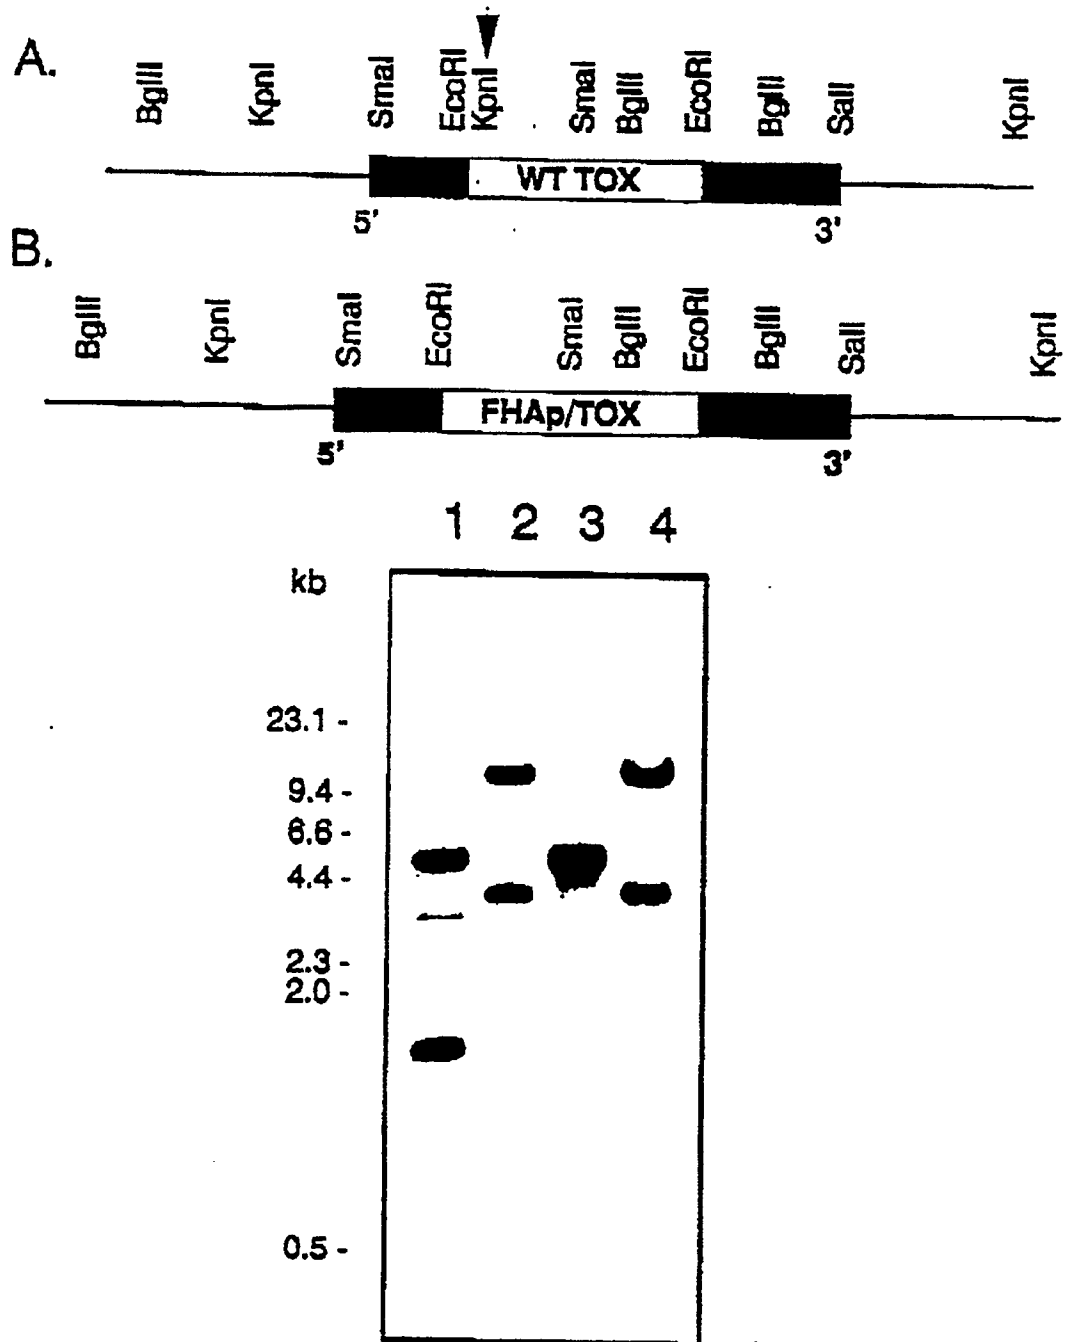 A.
BglII KpnI SmaI EcoRI KpnI SmaI BglII EcoRI BglII SalI KpnI
WT TOX
5' 3'
B.
BglII KpnI SmaI EcoRI SmaI BglII EcoRI BglII SalI KpnI
FHAp/TOX
5' 3'
1 2 3 4
kb
23.1 -
9.4 -
6.6 -
4.4 -
2.3 -
2.0 -
0.5 -